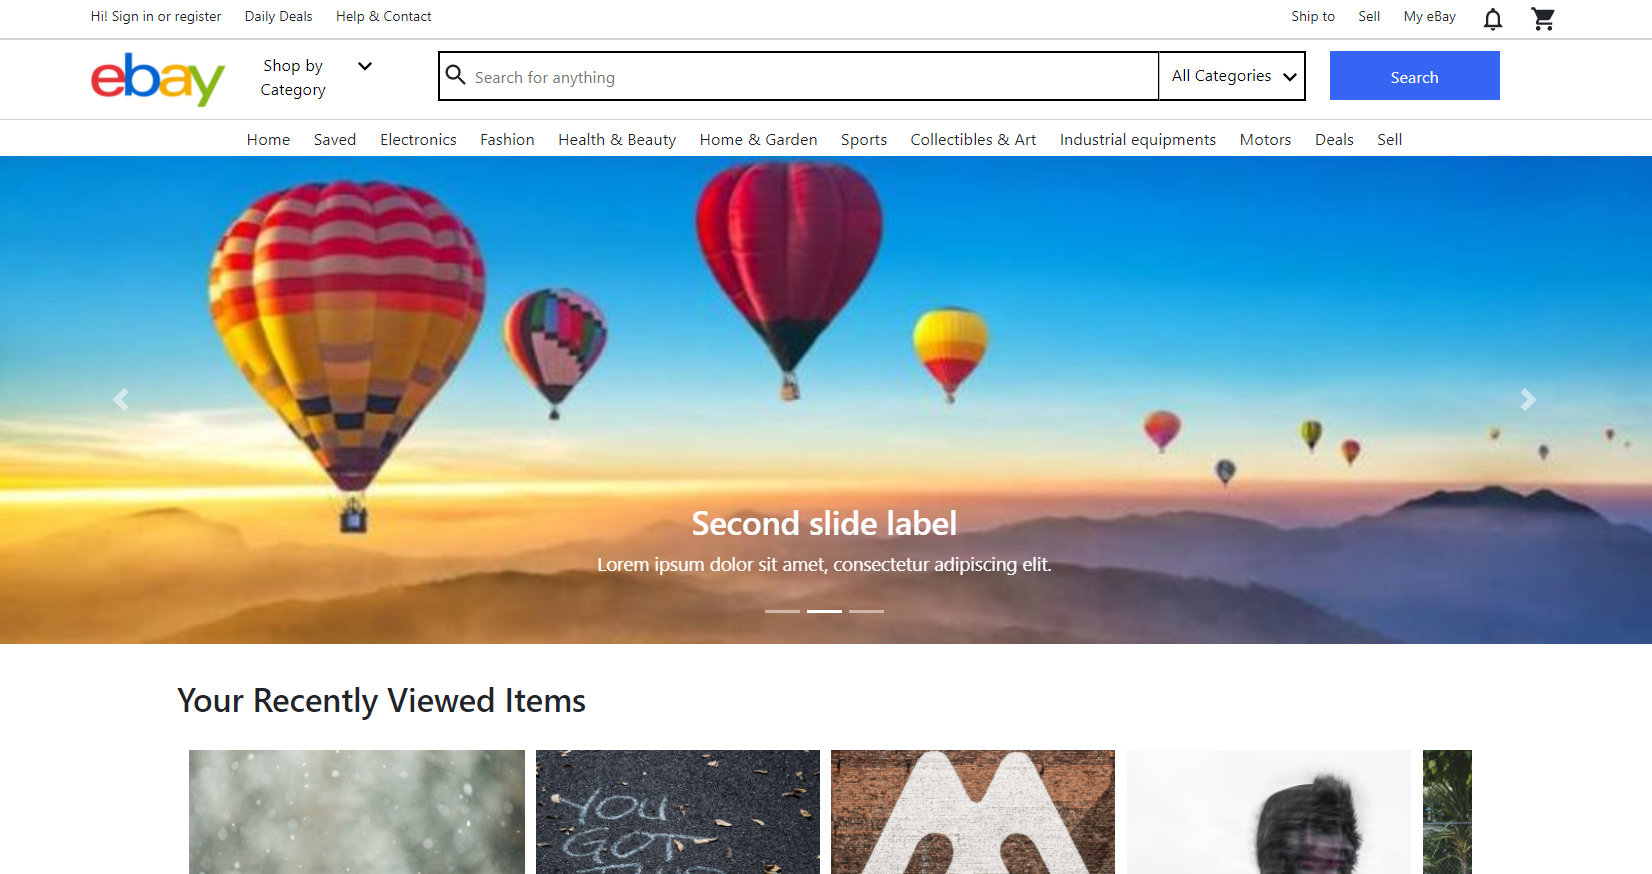 Hi! Sign in or register Daily Deals Help & Contact Ship to Sell My eBay
ebay
Shop by
Category
Search for anything
All Categories
Search
Home Saved Electronics Fashion Health & Beauty Home & Garden Sports Collectibles & Art Industrial equipments Motors Deals Sell
Second slide label
Lorem ipsum dolor sit amet, consectetur adipiscing elit.
Your Recently Viewed Items
YOU
GOT